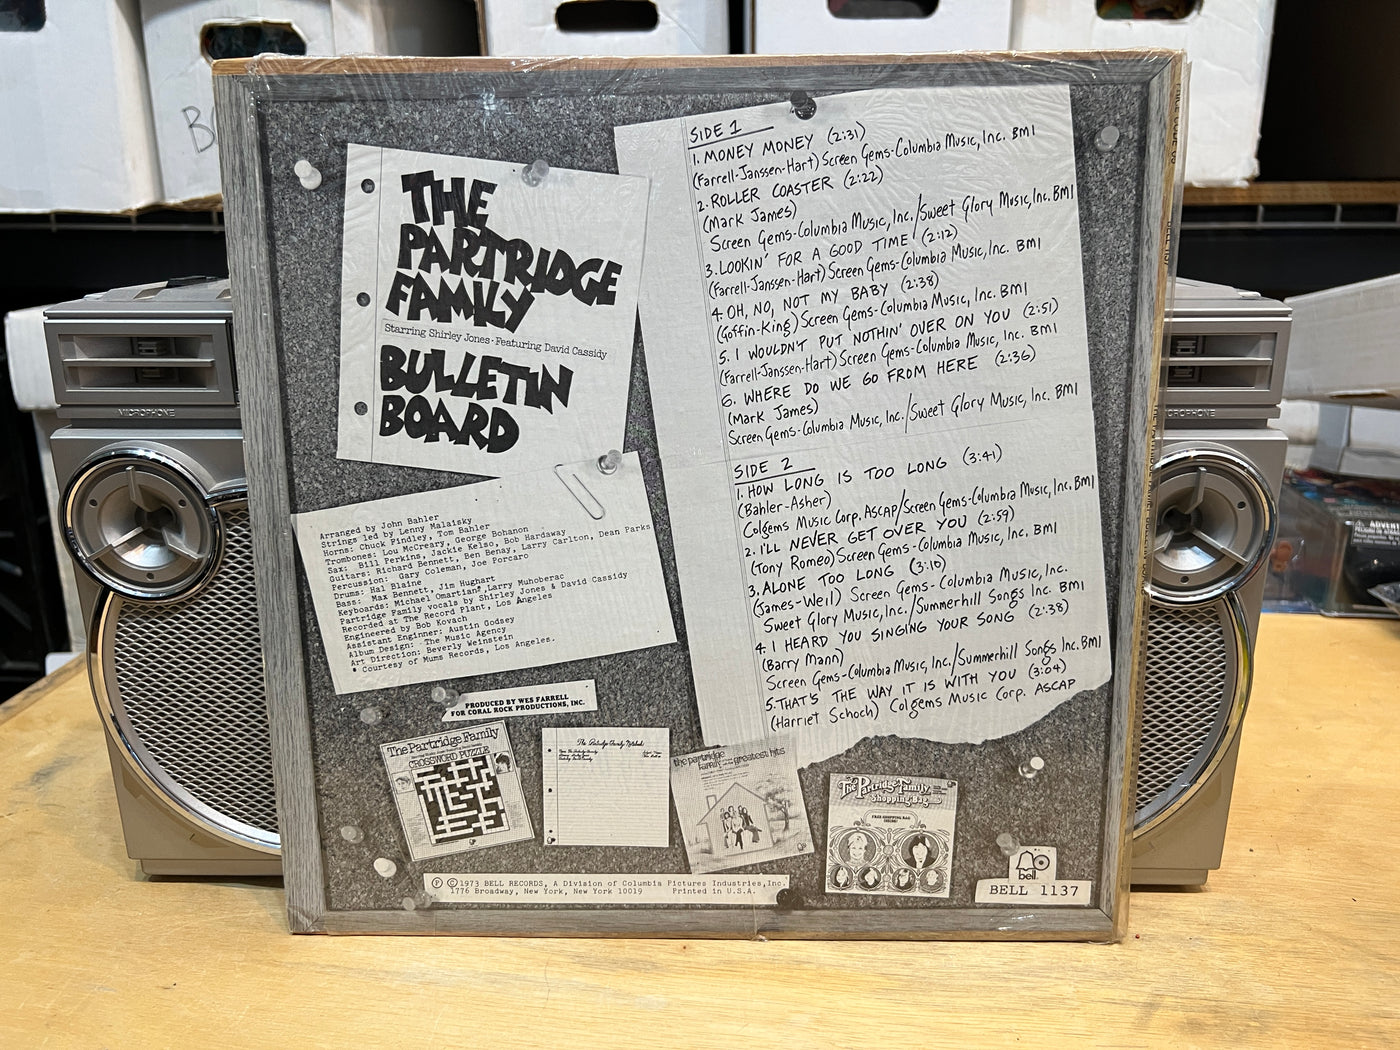 THE
PARTRIDGE
FAMILY
Starring Shirley Jones · Featuring David Cassidy
BULLETIN
BOARD
SIDE 1
1. MONEY MONEY (2:31)
(Farrell-Janssen-Hart) Screen Gems-Columbia Music, Inc. BMI
2. ROLLER COASTER (2:22)
(Mark James)
Screen Gems-Columbia Music, Inc./Sweet Glory Music, Inc. BMI
3. LOOKIN' FOR A GOOD TIME (2:12)
(Farrell-Janssen-Hart) Screen Gems-Columbia Music, Inc. BMI
4. OH, NO, NOT MY BABY (2:38)
(Goffin-King) Screen Gems-Columbia Music, Inc. BMI
5. I WOULDN'T PUT NOTHIN' OVER ON YOU (2:51)
(Farrell-Janssen-Hart) Screen Gems-Columbia Music, Inc. BMI
6. WHERE DO WE GO FROM HERE (2:36)
(Mark James)
Screen Gems-Columbia Music, Inc./Sweet Glory Music, Inc. BMI
SIDE 2
1. HOW LONG IS TOO LONG (3:41)
(Bahler-Asher)
Colgems Music Corp. Ascap/Screen Gems-Columbia Music, Inc. BMI
2. I'LL NEVER GET OVER YOU (2:59)
(Tony Romeo) Screen Gems-Columbia Music, Inc. BMI
3. ALONE TOO LONG (3:10)
(James-Weil) Screen Gems-Columbia Music, Inc.
Sweet Glory Music, Inc./Summerhill Songs Inc. BMI
4. I HEARD YOU SINGING YOUR SONG (2:38)
(Barry Mann)
Screen Gems-Columbia Music, Inc./Summerhill Songs Inc. BMI
5. THAT'S THE WAY IT IS WITH YOU (3:04)
(Harriet Schoch) Colgems Music Corp. ASCAP
Arranged by John Bahler
Strings led by Lenny Malaisky
Horns: Chuck Findley, Tom Bahler
Trombones: Lou McCreary, George Bohanon
Sax: Bill Perkins, Jackie Kelso, Bob Hardaway
Guitars: Richard Bennett, Ben Benay, Larry Carlton, Dean Parks
Percussion: Gary Coleman, Joe Porcaro
Drums: Hal Blaine
Bass: Max Bennett, Jim Hughart
Keyboards: Michael Omartian*, Larry Muhoberac
Partridge Family vocals by Shirley Jones & David Cassidy
Recorded at The Record Plant, Los Angeles
Engineered by Bob Kovach
Assistant Enginner: Austin Godsey
Album Design: The Music Agency
Art Direction: Beverly Weinstein
* Courtesy of Mums Records, Los Angeles.
PRODUCED BY WES FARRELL
FOR CORAL ROCK PRODUCTIONS, INC.
The Partridge Family
CROSSWORD PUZZLE
The Partridge Family Notebook
the partridge
family
greatest hits
The Partridge Family
Shopping Bag
FREE SHOPPING BAG
INSIDE!
Ⓟ ©1973 BELL RECORDS, A Division of Columbia Pictures Industries, Inc.
1776 Broadway, New York, New York 10019 Printed in U.S.A.
bell
BELL 1137
MICROPHONE